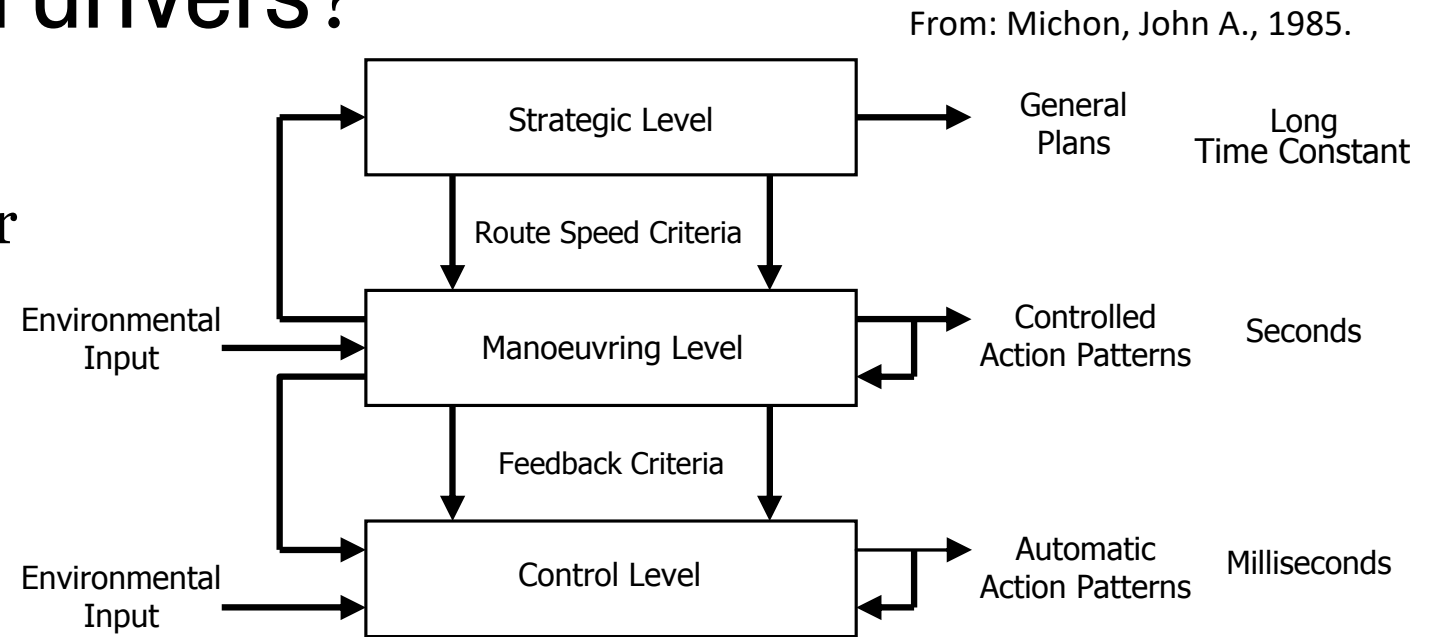 drivers?
From: Michon, John A., 1985.
Strategic Level
General
Plans
Long
Time Constant
r
Route Speed Criteria
Environmental
Input
Manoeuvring Level
Controlled
Action Patterns
Seconds
Feedback Criteria
Environmental
Input
Control Level
Automatic
Action Patterns
Milliseconds